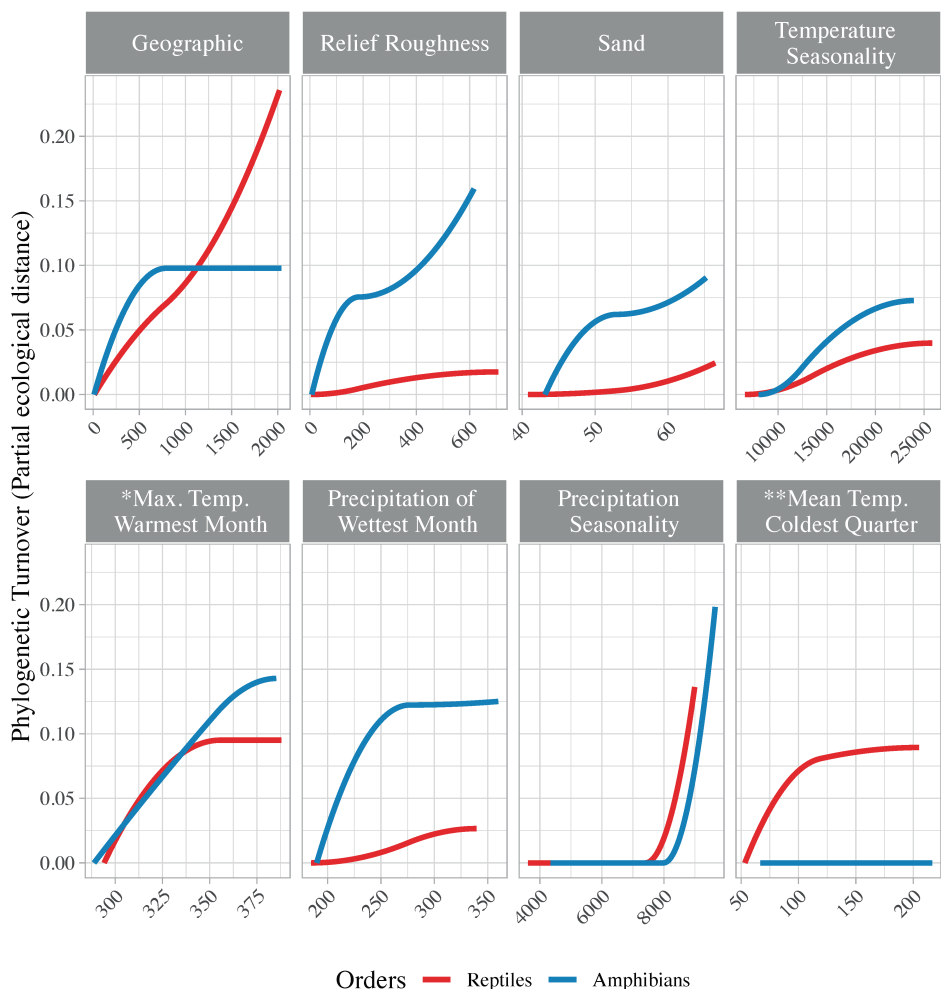 Geographic
Relief Roughness
Sand
Temperature
Seasonality
0.20
0.15
0.10
0.05
0.00
0
500
1000
1500
2000
0
200
400
600
40
50
60
10000
15000
20000
25000
Phylogenetic Turnover (Partial ecological distance)
*Max. Temp.
Warmest Month
Precipitation of
Wettest Month
Precipitation
Seasonality
**Mean Temp.
Coldest Quarter
0.20
0.15
0.10
0.05
0.00
300
325
350
375
200
250
300
350
4000
6000
8000
50
100
150
200
Orders
Reptiles
Amphibians